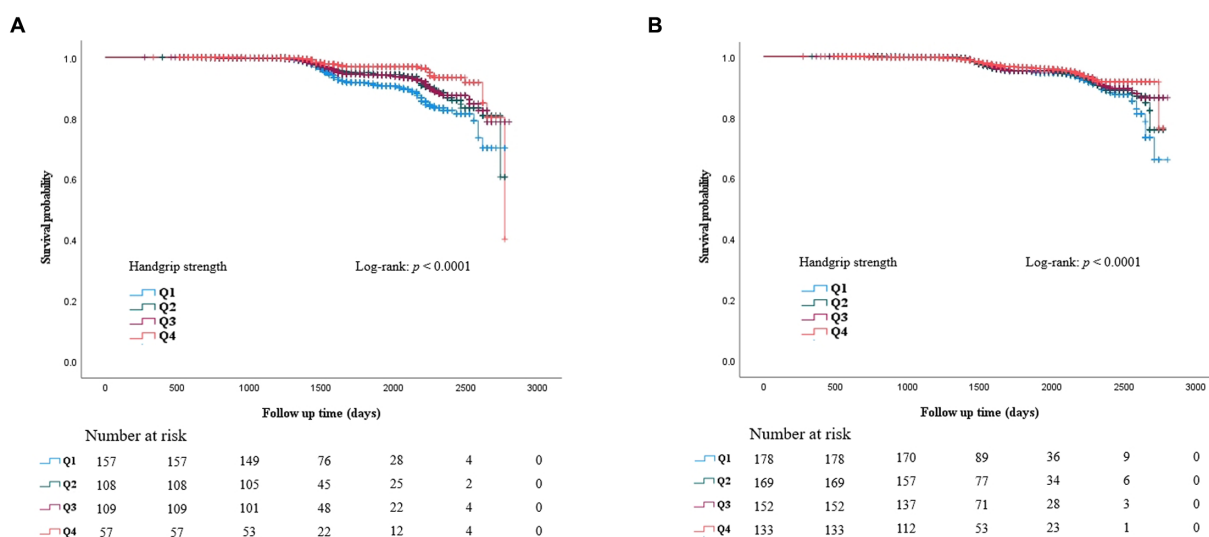 A
1.0
0.8
0.6
0.4
0.2
0.0
Survival probability
Handgrip strength
Log-rank: p < 0.0001
Q1
Q2
Q3
Q4
0 500 1000 1500 2000 2500 3000
Follow up time (days)
Number at risk
Q1 157 157 149 76 28 4 0
Q2 108 108 105 45 25 2 0
Q3 109 109 101 48 22 4 0
Q4 57 57 53 22 12 4 0
B
1.0
0.8
0.6
0.4
0.2
0.0
Survival probability
Handgrip strength
Log-rank: p < 0.0001
Q1
Q2
Q3
Q4
0 500 1000 1500 2000 2500 3000
Follow up time (days)
Number at risk
Q1 178 178 170 89 36 9 0
Q2 169 169 157 77 34 6 0
Q3 152 152 137 71 28 3 0
Q4 133 133 112 53 23 1 0